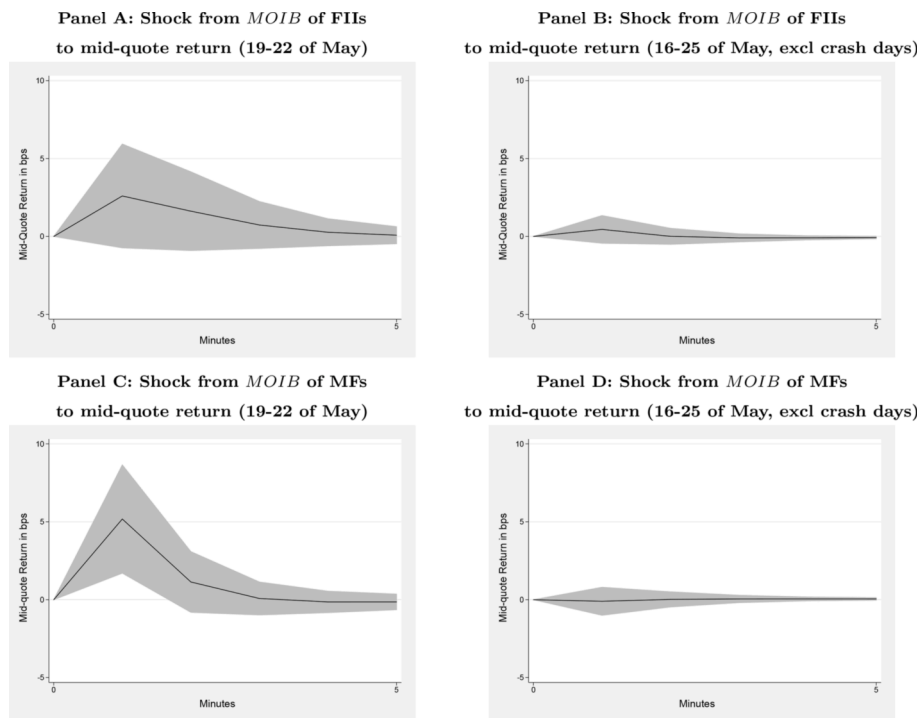 Panel A: Shock from MOIB of FIIs
to mid-quote return (19-22 of May)
10
5
0
-5
Mid-Quote Return in bps
0
5
Minutes
Panel B: Shock from MOIB of FIIs
to mid-quote return (16-25 of May, excl crash days)
10
5
0
-5
Mid-Quote Return in bps
0
5
Minutes
Panel C: Shock from MOIB of MFs
to mid-quote return (19-22 of May)
10
5
0
-5
Mid-quote Return in bps
0
5
Minutes
Panel D: Shock from MOIB of MFs
to mid-quote return (16-25 of May, excl crash days)
10
5
0
-5
Mid-quote Return in bps
0
5
Minutes